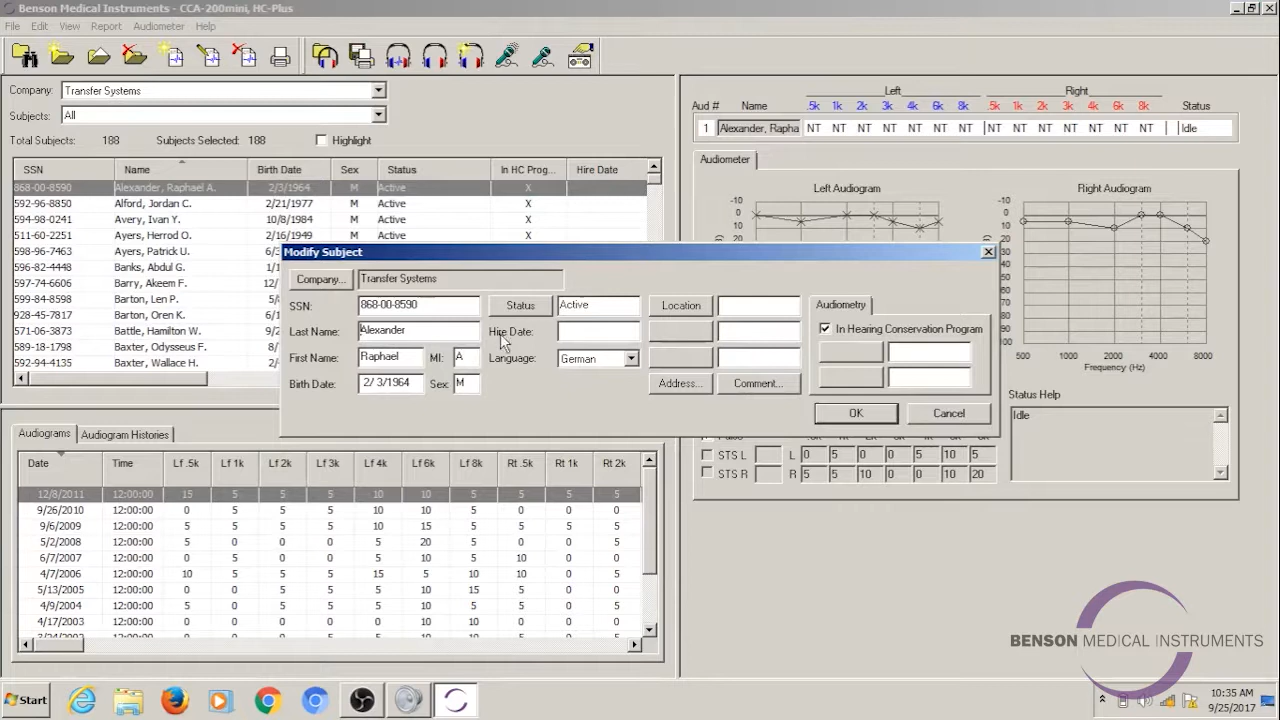 Benson Medical Instruments - CCA-200mini, HC-Plus
File Edit View Report Audiometer Help
Company: Transfer Systems
Subjects: All
Total Subjects: 188 Subjects Selected: 188 Highlight
SSN Name Birth Date Sex Status In HC Prog... Hire Date
868-00-8590 Alexander, Raphael A. 2/3/1964 M Active X
592-96-8850 Alford, Jordan C. 2/21/1977 M Active X
594-98-0241 Avery, Ivan Y. 10/8/1984 M Active X
511-60-2251 Ayers, Herrod O. 2/16/1949 M Active X
598-96-7463 Ayers, Patrick U.
596-82-4448 Banks, Abdul G.
597-74-6606 Barry, Akeem F.
599-84-8598 Barton, Len P.
928-45-7817 Barton, Oren K.
571-06-3873 Battle, Hamilton W.
589-18-1798 Baxter, Odysseus F.
592-94-4135 Baxter, Wallace H.
Left Right
Aud # Name .5k 1k 2k 3k 4k 6k 8k .5k 1k 2k 3k 4k 6k 8k Status
1 Alexander, Rapha NT NT NT NT NT NT NT NT NT NT NT NT NT NT Idle
Audiometer
Left Audiogram Right Audiogram
-10 -10
0 0
10 10
20 20
90
100
500 1000 2000 4000 8000
Frequency (Hz)
Modify Subject
Company... Transfer Systems
SSN: 868-00-8590 Status Active Location
Last Name: Alexander Hire Date:
First Name: Raphael MI: A Language: German
Birth Date: 2/ 3/1964 Sex: M Address... Comment...
Audiometry
In Hearing Conservation Program
OK Cancel
Status Help
Idle
STS L L 0 5 0 0 5 10 5
STS R R 5 5 10 0 0 10 20
Audiograms Audiogram Histories
Date Time Lf .5k Lf 1k Lf 2k Lf 3k Lf 4k Lf 6k Lf 8k Rt .5k Rt 1k Rt 2k
12/8/2011 12:00:00 15 5 5 5 10 10 5 5 5 5
9/26/2010 12:00:00 0 5 5 0 10 10 5 0 0 0
9/6/2009 12:00:00 5 5 5 5 10 15 5 5 5 0
5/2/2008 12:00:00 0 0 0 0 5 20 5 0 0 0
6/7/2007 12:00:00 0 5 5 0 5 10 5 10 0 0
4/7/2006 12:00:00 10 5 5 5 15 5 10 10 5 0
5/13/2005 12:00:00 5 0 5 0 5 10 15 5 0 0
4/9/2004 12:00:00 0 0 5 5 5 10 5 0 0 5
4/17/2003 12:00:00 0 0 5 0 5 10 5 5 0 0
BENSON MEDICAL INSTRUMENTS
Start
10:35 AM
9/25/2017